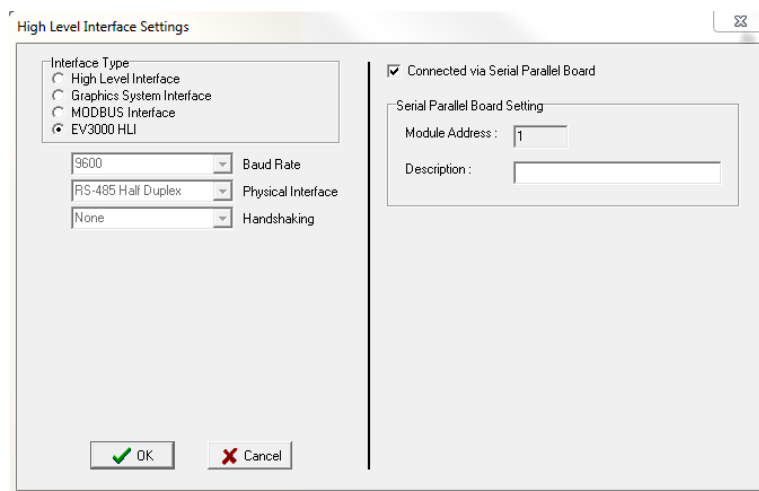 High Level Interface Settings
Interface Type
High Level Interface
Graphics System Interface
MODBUS Interface
EV3000 HLI
9600 Baud Rate
RS-485 Half Duplex Physical Interface
None Handshaking
OK Cancel
Connected via Serial Parallel Board
Serial Parallel Board Setting
Module Address : 1
Description :